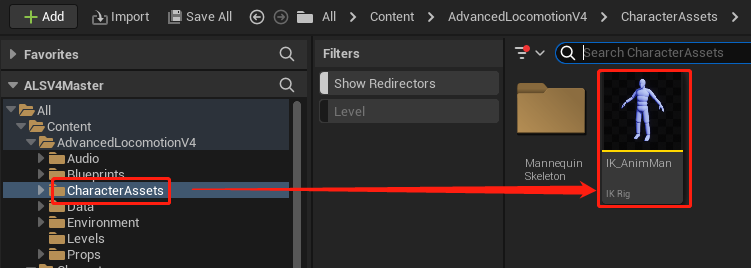 Add
Import
Save All
All
Content
AdvancedLocomotionV4
CharacterAssets
Favorites
ALSV4Master
All
Content
AdvancedLocomotionV4
Audio
Blueprints
CharacterAssets
Data
Environment
Levels
Props
Filters
Show Redirectors
Level
Search CharacterAssets
Mannequin
Skeleton
IK_AnimMan
IK Rig